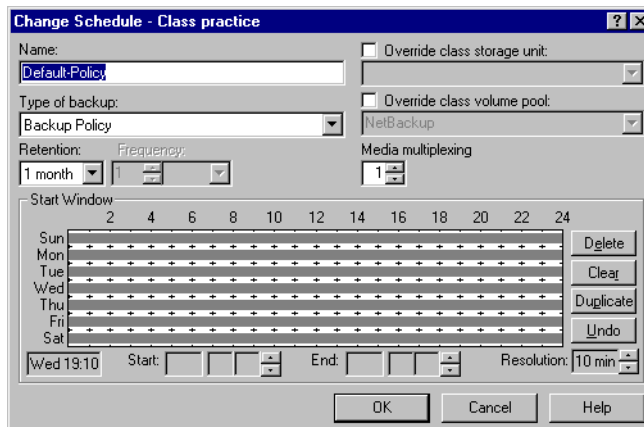 Change Schedule - Class practice
Name:
Default-Policy
Override class storage unit:
Type of backup:
Backup Policy
Override class volume pool:
NetBackup
Retention:
1 month
Frequency:
1
Media multiplexing
1
Start Window
2 4 6 8 10 12 14 16 18 20 22 24
Sun
Mon
Tue
Wed
Thu
Fri
Sat
Delete
Clear
Duplicate
Undo
Wed 19:10
Start:
End:
Resolution:
10 min
OK
Cancel
Help